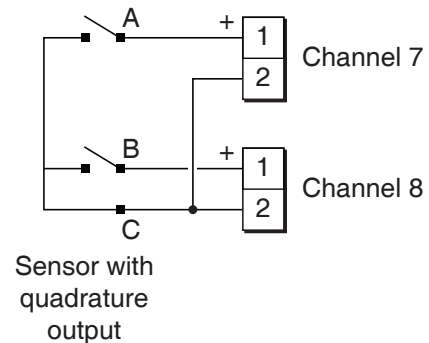 A
+
1
Channel 7
2
B
+
1
Channel 8
2
C
Sensor with
quadrature
output